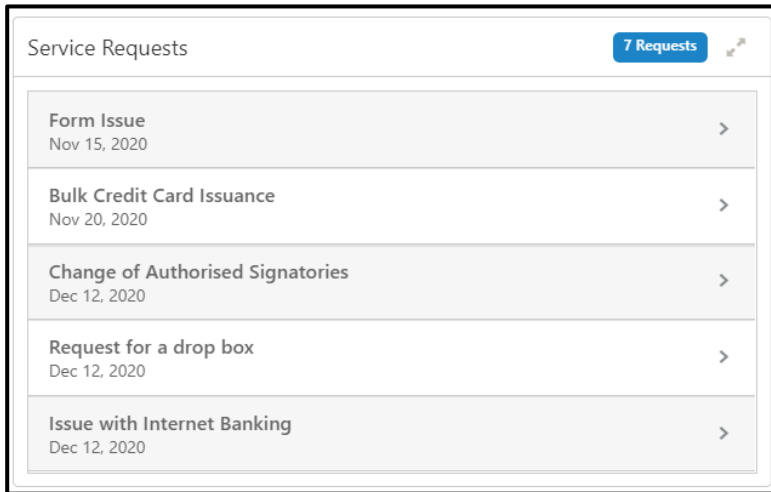 Service Requests
7 Requests
Form Issue
Nov 15, 2020
Bulk Credit Card Issuance
Nov 20, 2020
Change of Authorised Signatories
Dec 12, 2020
Request for a drop box
Dec 12, 2020
Issue with Internet Banking
Dec 12, 2020